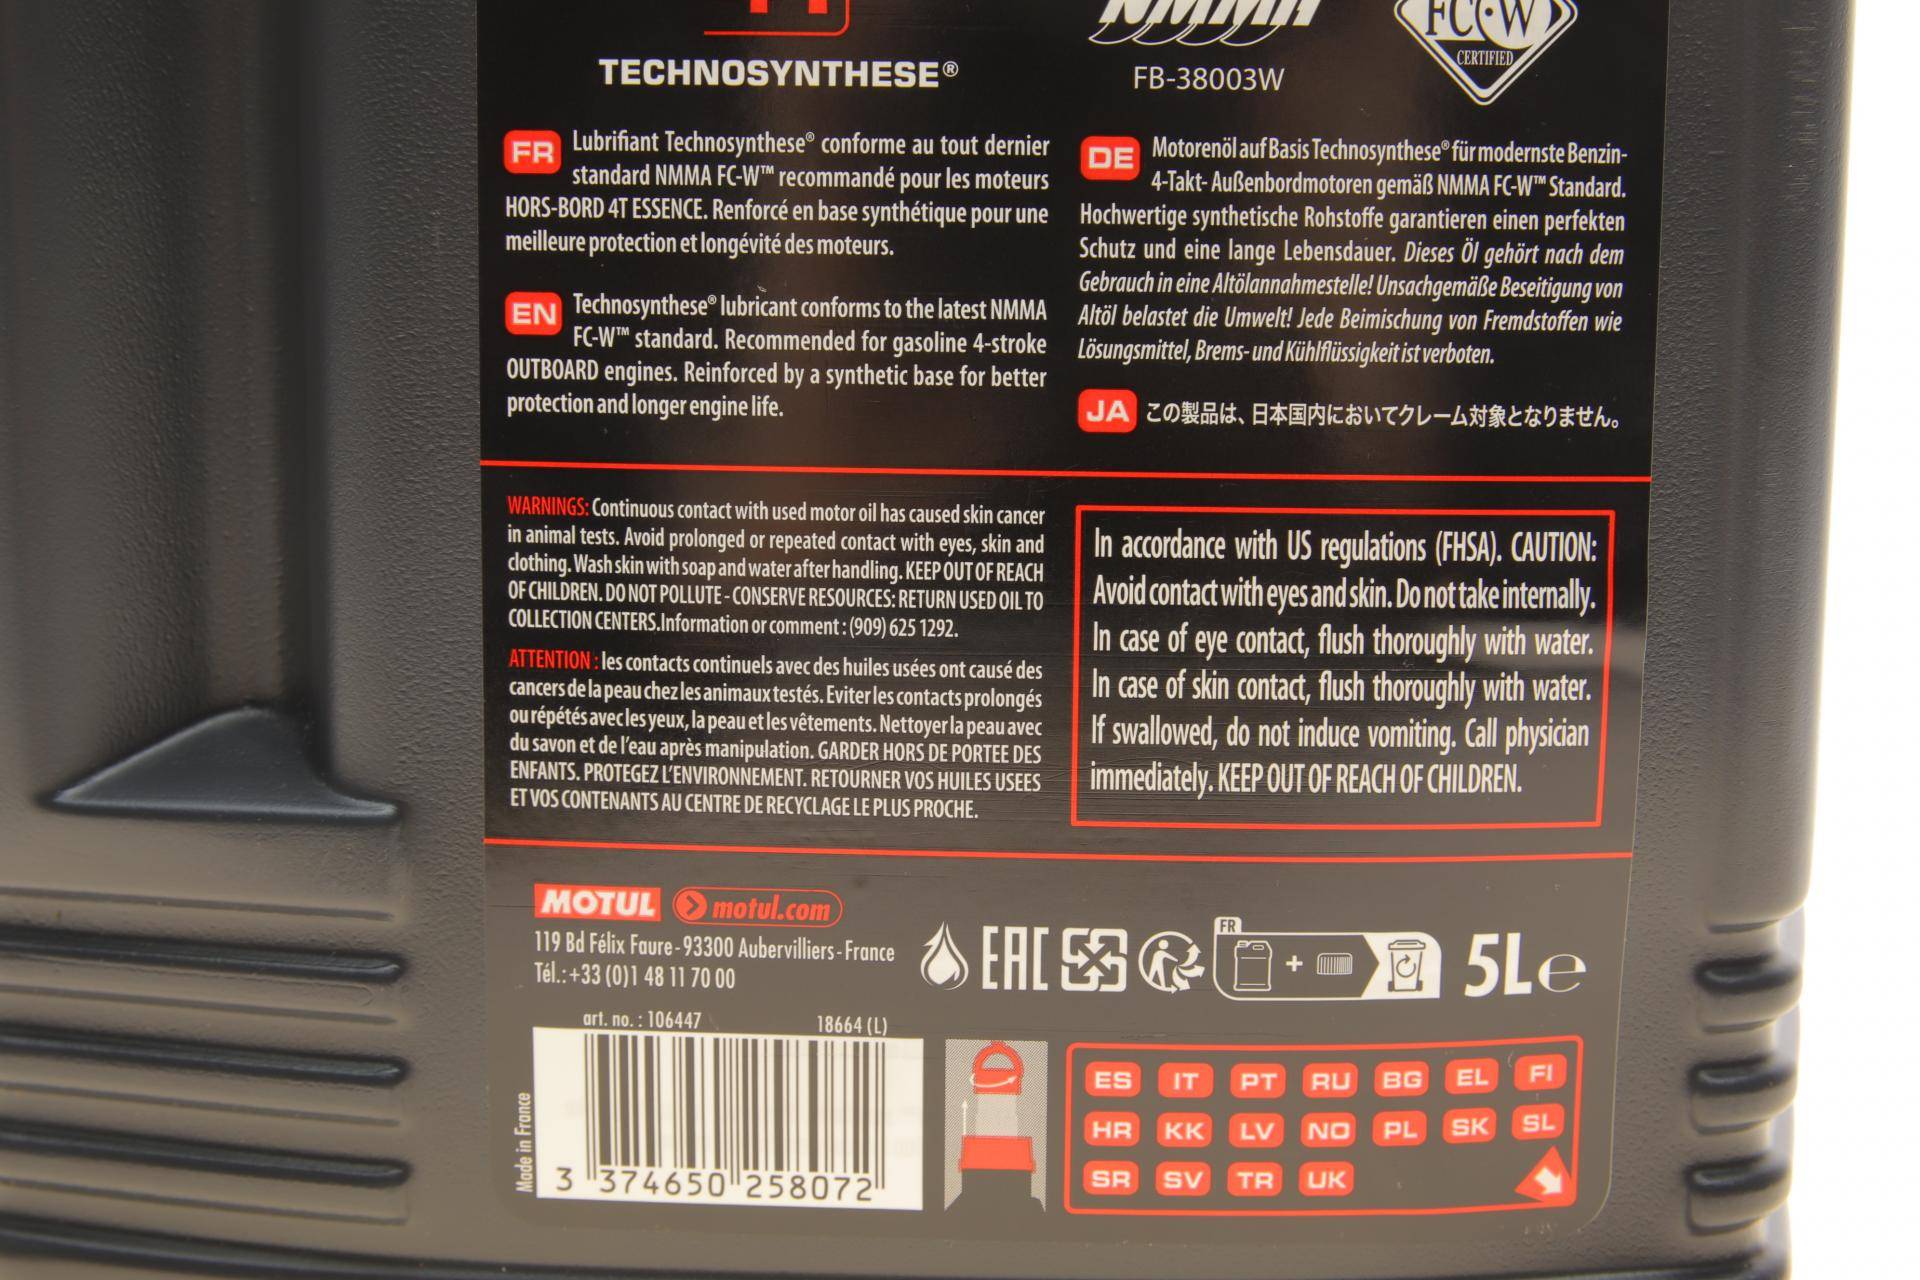 TECHNOSYNTHESE®
NMMA
FB-38003W
FC-W
CERTIFIED
FR Lubrifiant Technosynthese® conforme au tout dernier
standard NMMA FC-W™ recommandé pour les moteurs
HORS-BORD 4T ESSENCE. Renforcé en base synthétique pour une
meilleure protection et longévité des moteurs.
EN Technosynthese® lubricant conforms to the latest NMMA
FC-W™ standard. Recommended for gasoline 4-stroke
OUTBOARD engines. Reinforced by a synthetic base for better
protection and longer engine life.
DE Motorenöl auf Basis Technosynthese® für modernste Benzin-
4-Takt- Außenbordmotoren gemäß NMMA FC-W™ Standard.
Hochwertige synthetische Rohstoffe garantieren einen perfekten
Schutz und eine lange Lebensdauer. Dieses Öl gehört nach dem
Gebrauch in eine Altölannahmestelle! Unsachgemäße Beseitigung von
Altöl belastet die Umwelt! Jede Beimischung von Fremdstoffen wie
Lösungsmittel, Brems- und Kühlflüssigkeit ist verboten.
JA この製品は、日本国内においてクレーム対象となりません。
WARNINGS: Continuous contact with used motor oil has caused skin cancer
in animal tests. Avoid prolonged or repeated contact with eyes, skin and
clothing. Wash skin with soap and water after handling. KEEP OUT OF REACH
OF CHILDREN. DO NOT POLLUTE - CONSERVE RESOURCES: RETURN USED OIL TO
COLLECTION CENTERS.Information or comment : (909) 625 1292.
ATTENTION : les contacts continuels avec des huiles usées ont causé des
cancers de la peau chez les animaux testés. Eviter les contacts prolongés
ou répétés avec les yeux, la peau et les vêtements. Nettoyer la peau avec
du savon et de l'eau après manipulation. GARDER HORS DE PORTEE DES
ENFANTS. PROTEGEZ L'ENVIRONNEMENT. RETOURNER VOS HUILES USEES
ET VOS CONTENANTS AU CENTRE DE RECYCLAGE LE PLUS PROCHE.
In accordance with US regulations (FHSA). CAUTION:
Avoid contact with eyes and skin. Do not take internally.
In case of eye contact, flush thoroughly with water.
In case of skin contact, flush thoroughly with water.
If swallowed, do not induce vomiting. Call physician
immediately. KEEP OUT OF REACH OF CHILDREN.
MOTUL motul.com
119 Bd Félix Faure - 93300 Aubervilliers - France
Tél.: +33 (0)1 48 11 70 00
EAC
FR
+
5L ℮
art. no. : 106447 18664 (L)
Made in France
3 374650 258072
ES IT PT RU BG EL FI
HR KK LV NO PL SK SL
SR SV TR UK